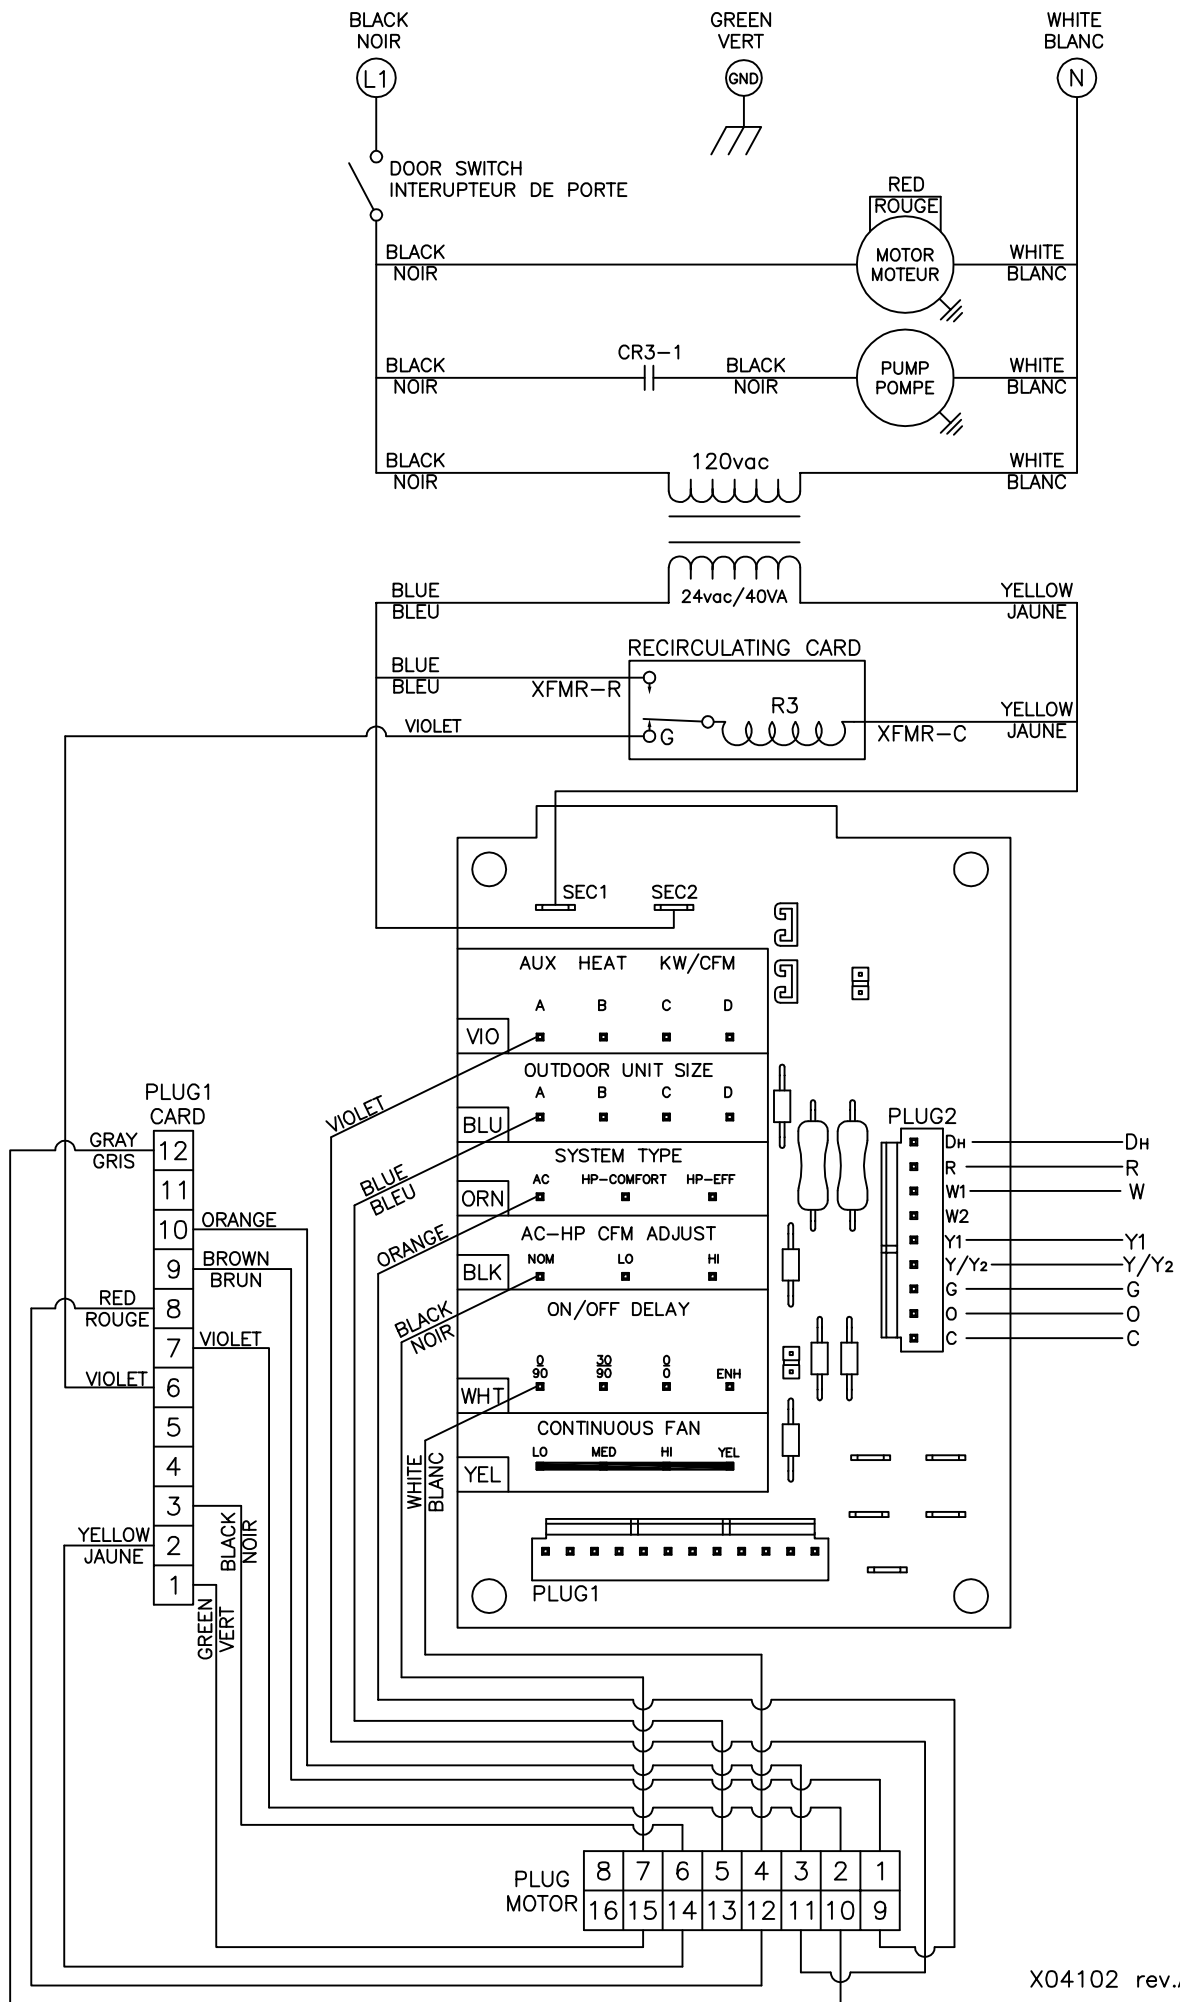 BLACK
NOIR
GREEN
VERT
WHITE
BLANC
L1
GND
N
DOOR SWITCH
INTERUPTEUR DE PORTE
RED
ROUGE
BLACK
NOIR
MOTOR
MOTEUR
WHITE
BLANC
CR3-1
BLACK
NOIR
BLACK
NOIR
PUMP
POMPE
WHITE
BLANC
BLACK
NOIR
120vac
WHITE
BLANC
BLUE
BLEU
24vac/40VA
YELLOW
JAUNE
RECIRCULATING CARD
BLUE
BLEU
XFMR-R
R3
YELLOW
JAUNE
VIOLET
G
XFMR-C
SEC1
SEC2
AUX HEAT KW/CFM
A B C D
VIO
OUTDOOR UNIT SIZE
A B C D
BLU
SYSTEM TYPE
AC HP-COMFORT HP-EFF
ORN
AC-HP CFM ADJUST
NOM LO HI
BLK
ON/OFF DELAY
0 30 0
90 90 0 ENH
WHT
CONTINUOUS FAN
LO MED HI YEL
YEL
PLUG1
VIOLET
BLUE
BLEU
ORANGE
BLACK
NOIR
WHITE
BLANC
PLUG2
DH DH
R R
W1 W
W2
Y1 Y1
Y/Y2 Y/Y2
G G
O O
C C
PLUG1
CARD
GRAY
GRIS
12
11
10 ORANGE
9 BROWN
BRUN
RED
ROUGE
8
7 VIOLET
VIOLET 6
5
4
3
BLACK
NOIR
YELLOW
JAUNE
2
1
GREEN
VERT
PLUG
MOTOR
8 7 6 5 4 3 2 1
16 15 14 13 12 11 10 9
X04102 rev.